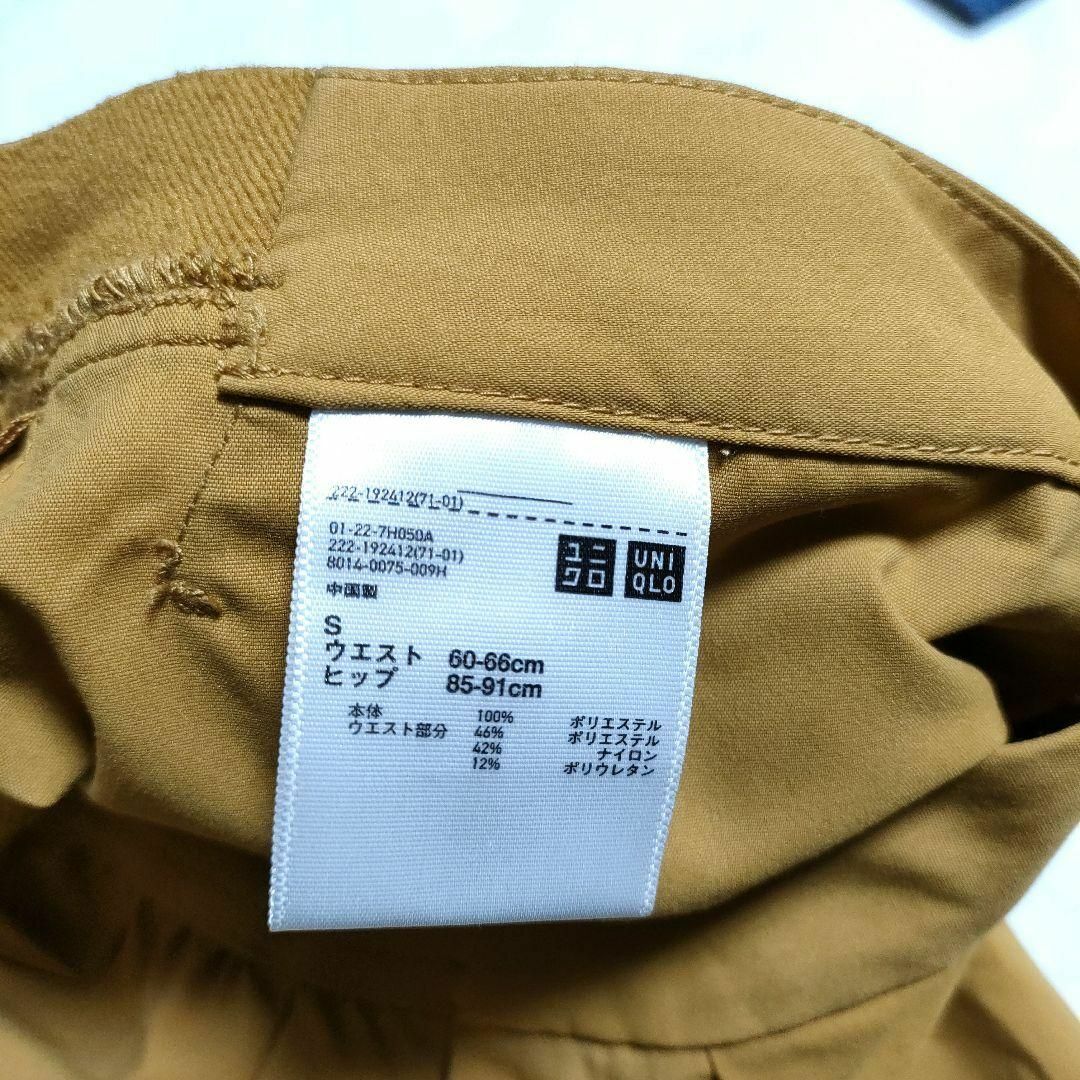 222-192412(71-01)
01-22-7H050A
222-192412(71-01)
8014-0075-009H
中国製
ユニクロ
UNIQLO
S
ウエスト 60-66cm
ヒップ 85-91cm
本体 100% ポリエステル
ウエスト部分 46% ポリエステル
42% ナイロン
12% ポリウレタン